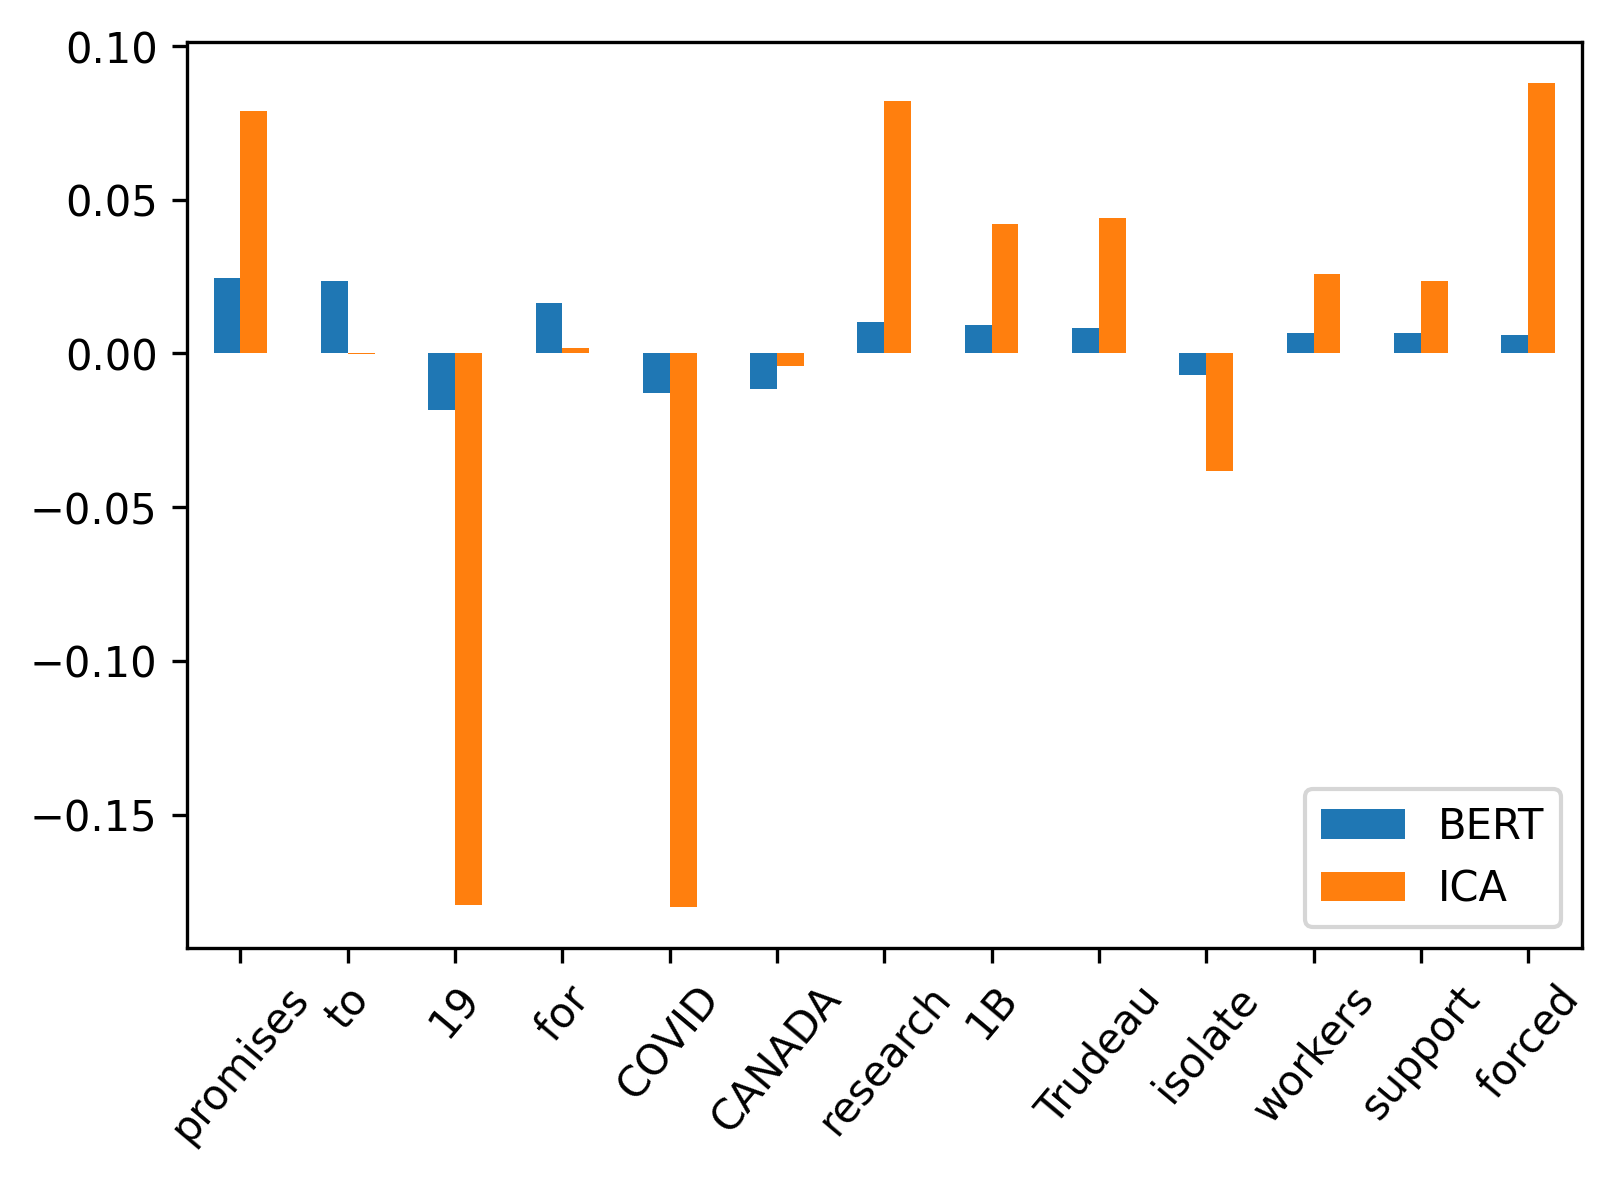 0.10
0.05
0.00
−0.05
−0.10
−0.15
BERT
ICA
promises
to
19
for
COVID
CANADA
research
1B
Trudeau
isolate
workers
support
forced